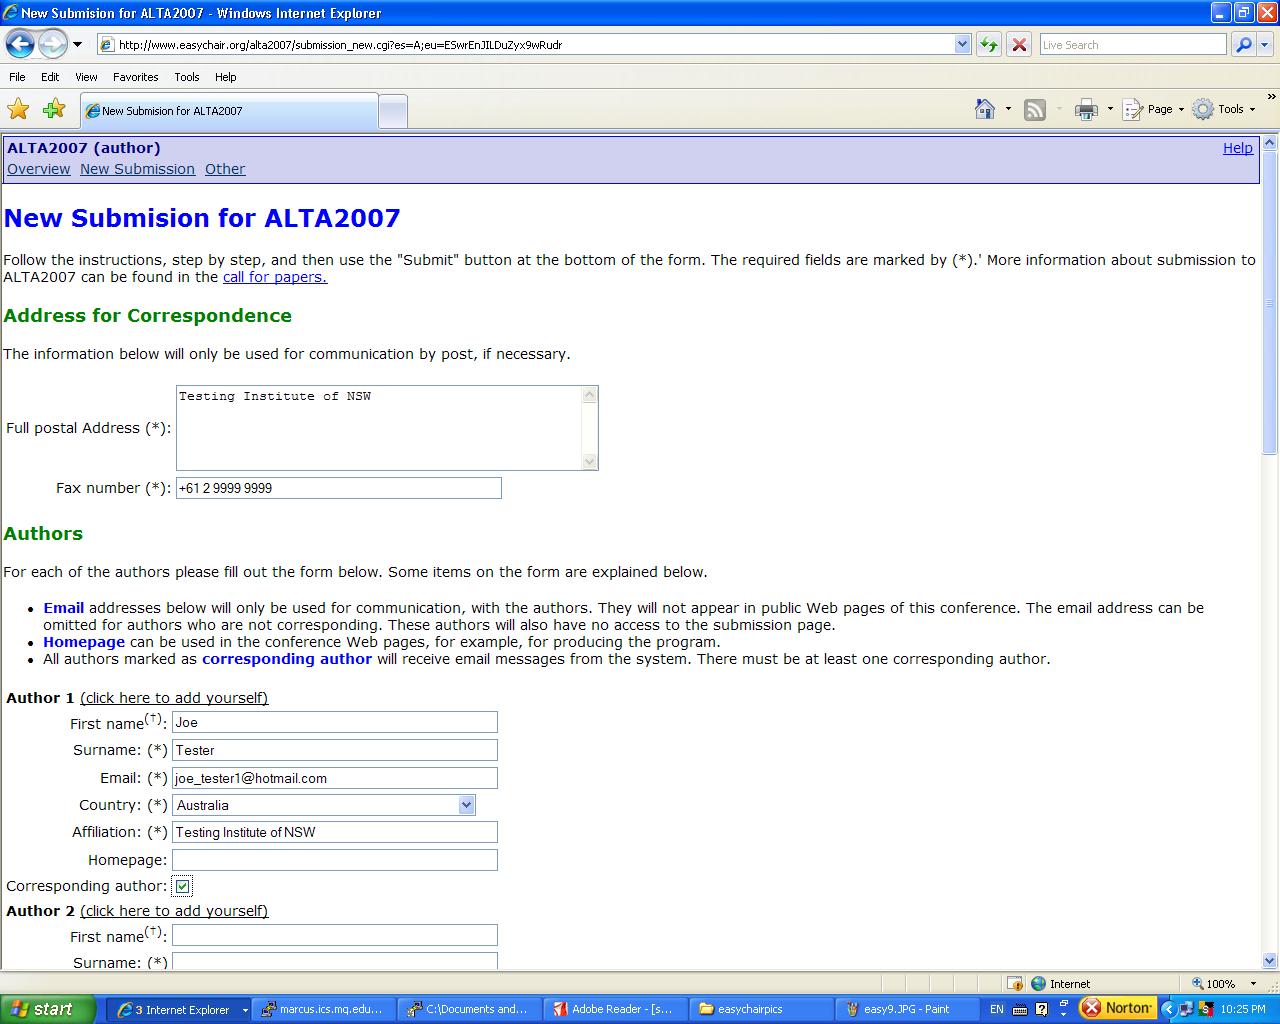 New Submision for ALTA2007 - Windows Internet Explorer
http://www.easychair.org/alta2007/submission_new.cgi?es=A;eu=ESwrEnJILDuZyx9wRudr
Live Search
File Edit View Favorites Tools Help
New Submision for ALTA2007
Page Tools
ALTA2007 (author)
Help
Overview New Submission Other
New Submision for ALTA2007
Follow the instructions, step by step, and then use the "Submit" button at the bottom of the form. The required fields are marked by (*).' More information about submission to
ALTA2007 can be found in the call for papers.
Address for Correspondence
The information below will only be used for communication by post, if necessary.
Full postal Address (*): Testing Institute of NSW
Fax number (*): +61 2 9999 9999
Authors
For each of the authors please fill out the form below. Some items on the form are explained below.
• Email addresses below will only be used for communication, with the authors. They will not appear in public Web pages of this conference. The email address can be
omitted for authors who are not corresponding. These authors will also have no access to the submission page.
• Homepage can be used in the conference Web pages, for example, for producing the program.
• All authors marked as corresponding author will receive email messages from the system. There must be at least one corresponding author.
Author 1 (click here to add yourself)
First name(†): Joe
Surname: (*) Tester
Email: (*) joe_tester1@hotmail.com
Country: (*) Australia
Affiliation: (*) Testing Institute of NSW
Homepage:
Corresponding author:
Author 2 (click here to add yourself)
First name(†):
Surname: (*)
Internet 100%
start 3 Internet Explorer marcus.ics.mq.edu... C:\Documents and... Adobe Reader - [s... easychairpics easy9.JPG - Paint EN Norton 10:25 PM